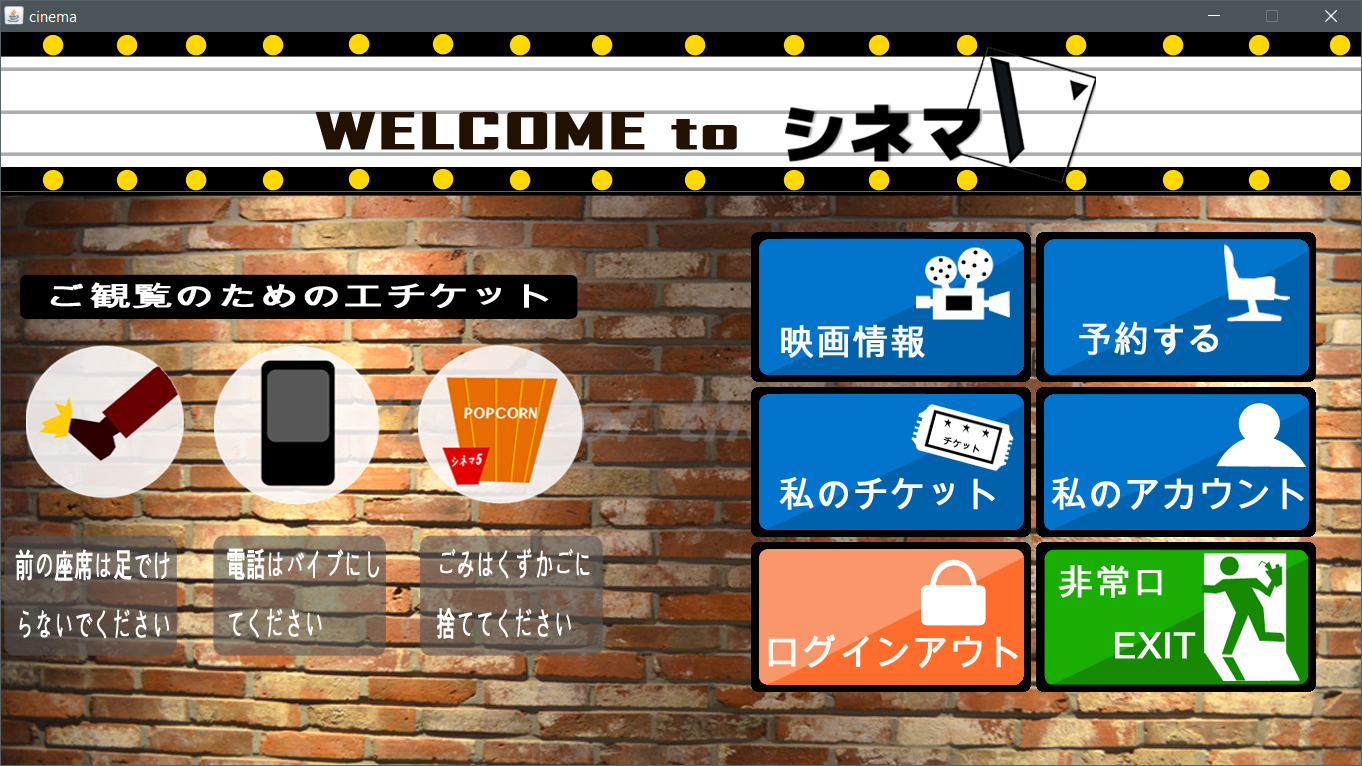 cinema
WELCOME to シネマ
ご観覧のためのエチケット
POPCORN
シネマ5
前の座席は足でけ
らないでください
電話はバイブにし
てください
ごみはくずかごに
捨ててください
映画情報
予約する
チケット
私のチケット
私のアカウント
ログインアウト
非常口
EXIT